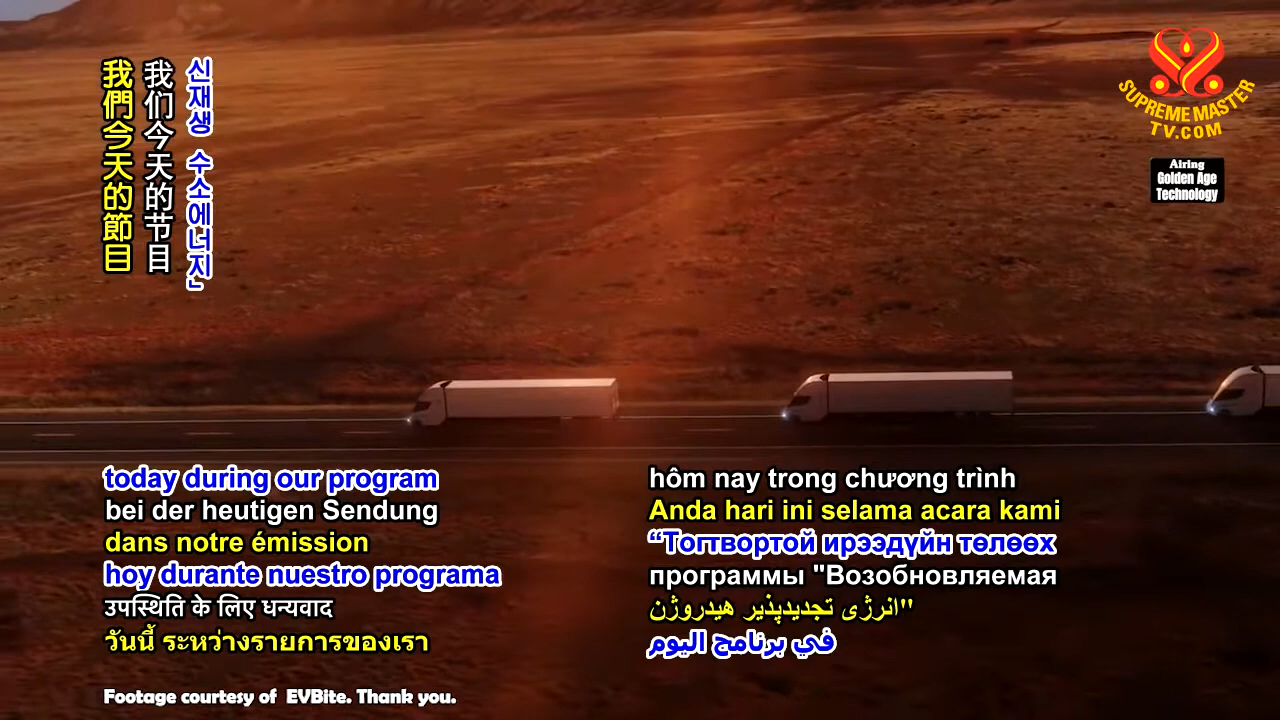 我們今天的節目
我们今天的节目
신재생 수소에너지」
SUPREME MASTER
TV.COM
Airing
Golden Age
Technology
today during our program
bei der heutigen Sendung
dans notre émission
hoy durante nuestro programa
उपस्थिति के लिए धन्यवाद
วันนี้ ระหว่างรายการของเรา
hôm nay trong chương trình
Anda hari ini selama acara kami
“Тогтвортой ирээдүйн төлөөх
программы "Возобновляемая
"انرژی تجدیدپذیر هیدروژن
في برنامج اليوم
Footage courtesy of EVBite. Thank you.